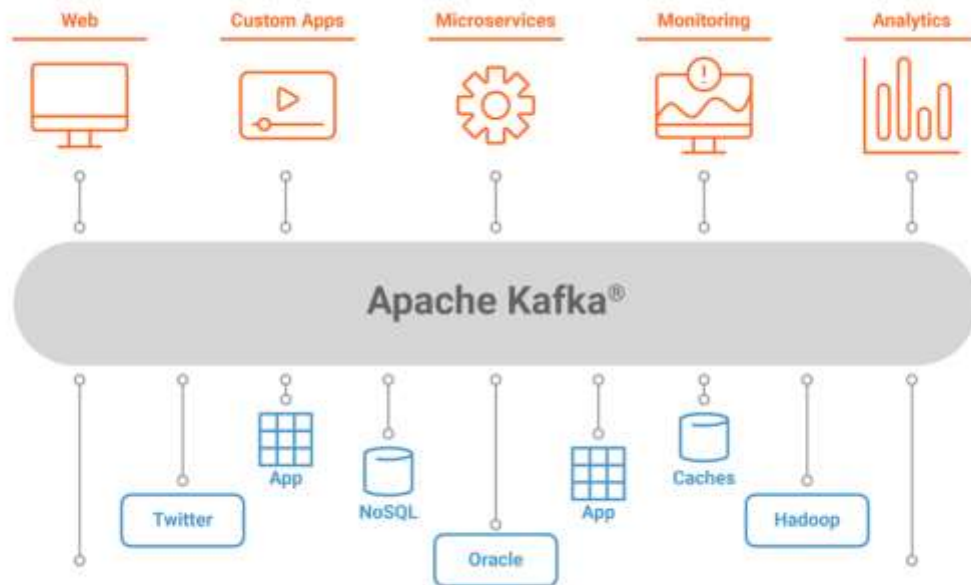 Web
Custom Apps
Microservices
Monitoring
Analytics
Apache Kafka®
App
Caches
NoSQL
App
Twitter
Hadoop
Oracle